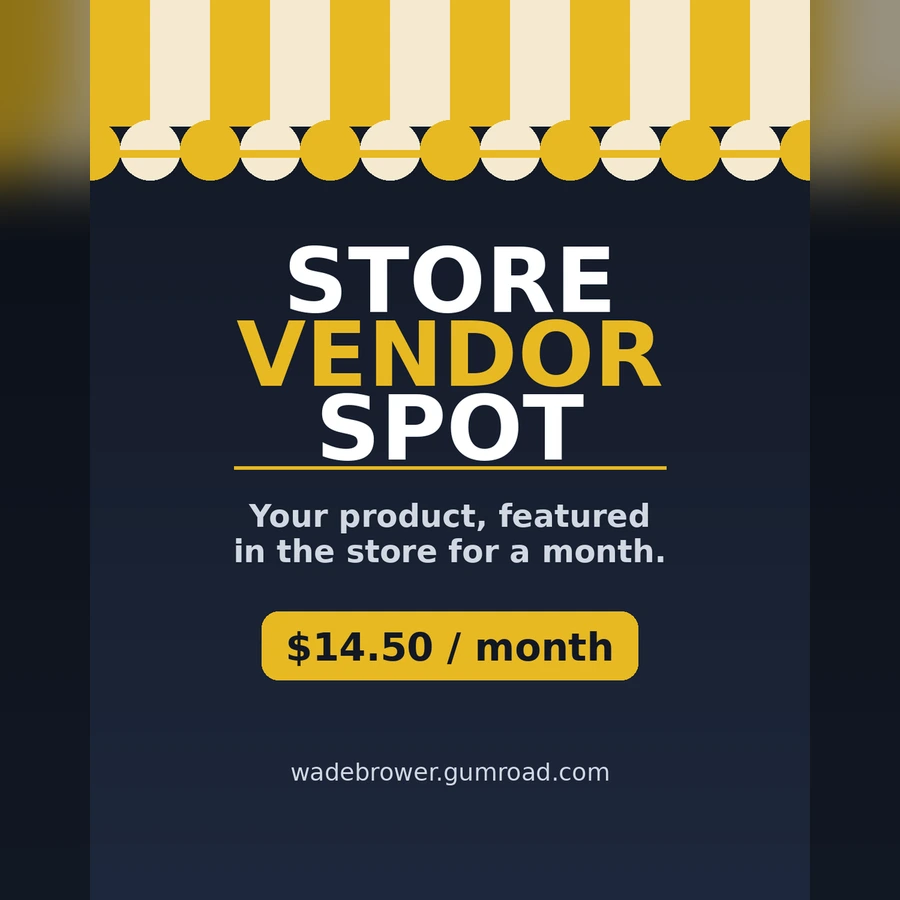 STORE
VENDOR
SPOT
Your product, featured
in the store for a month.
$14.50 / month
wadebrower.gumroad.com